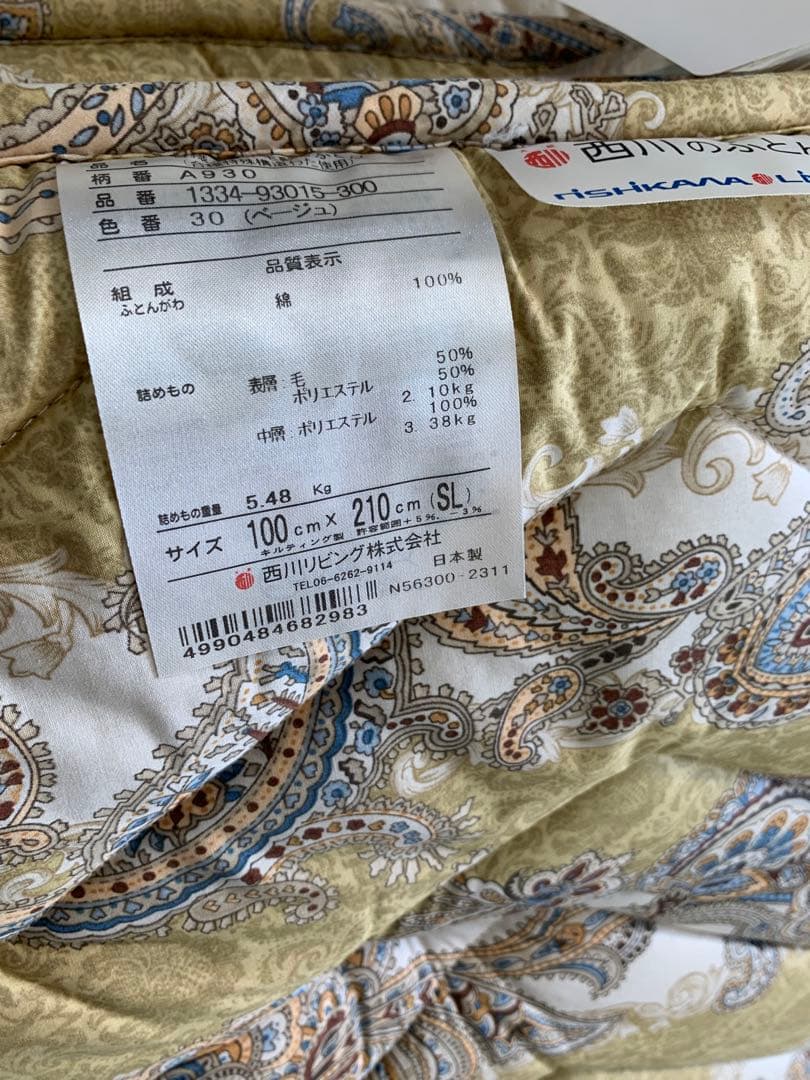 西川のふとん
nishikawa Li
品 名
柄 番 A930
品 番 1334-93015-300
色 番 30 (ベージュ)
品質表示
組 成
ふとんがわ 綿 100%
詰めもの 表層:毛 50%
ポリエステル 50%
2. 10kg
中層:ポリエステル 100%
3. 38kg
詰めもの重量 5.48 Kg
サイズ 100cm X 210cm (SL)
キルティング製 許容範囲+5% -3%
西川リビング株式会社
TEL06-6262-9114 日本製
N56300-2311
4990484682983